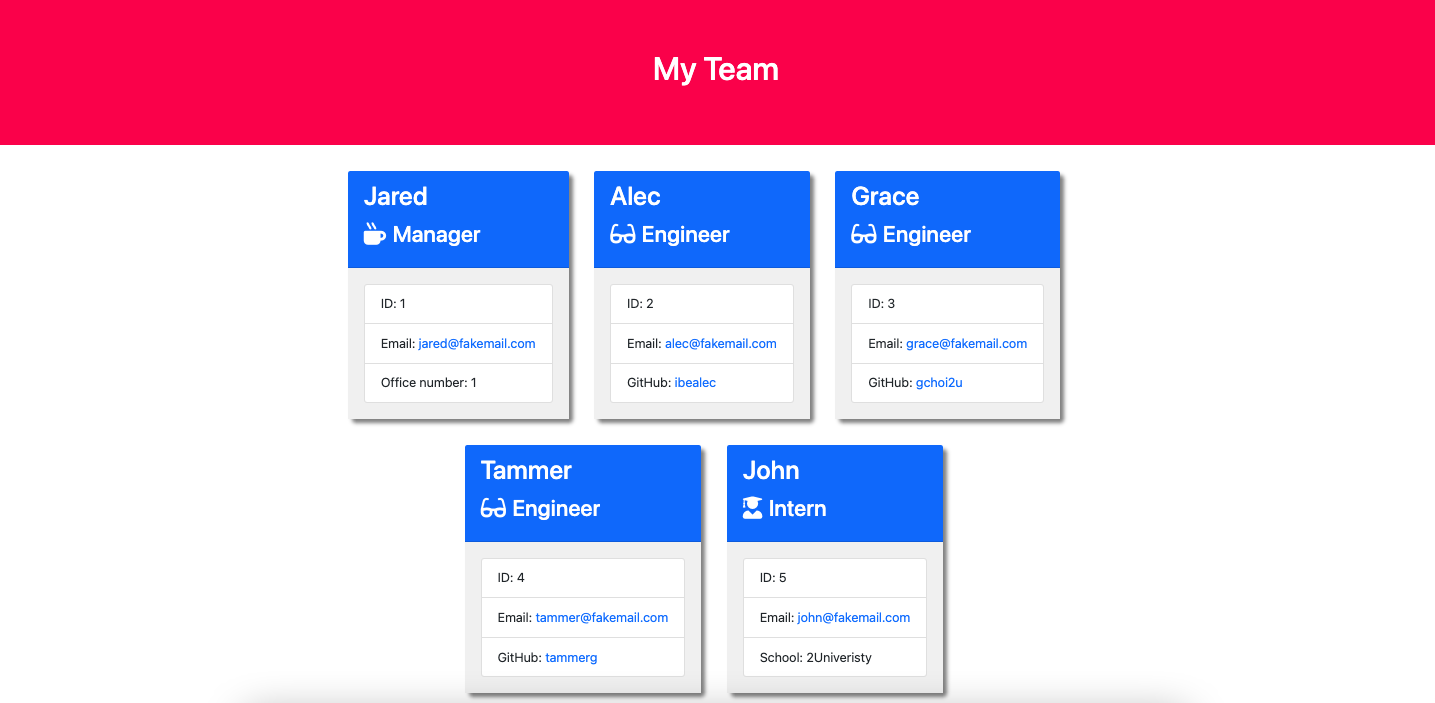 My Team
Jared
Manager
ID: 1
Email: jared@fakemail.com
Office number: 1
Alec
Engineer
ID: 2
Email: alec@fakemail.com
GitHub: ibealec
Grace
Engineer
ID: 3
Email: grace@fakemail.com
GitHub: gchoi2u
Tammer
Engineer
ID: 4
Email: tammer@fakemail.com
GitHub: tammerg
John
Intern
ID: 5
Email: john@fakemail.com
School: 2Univeristy